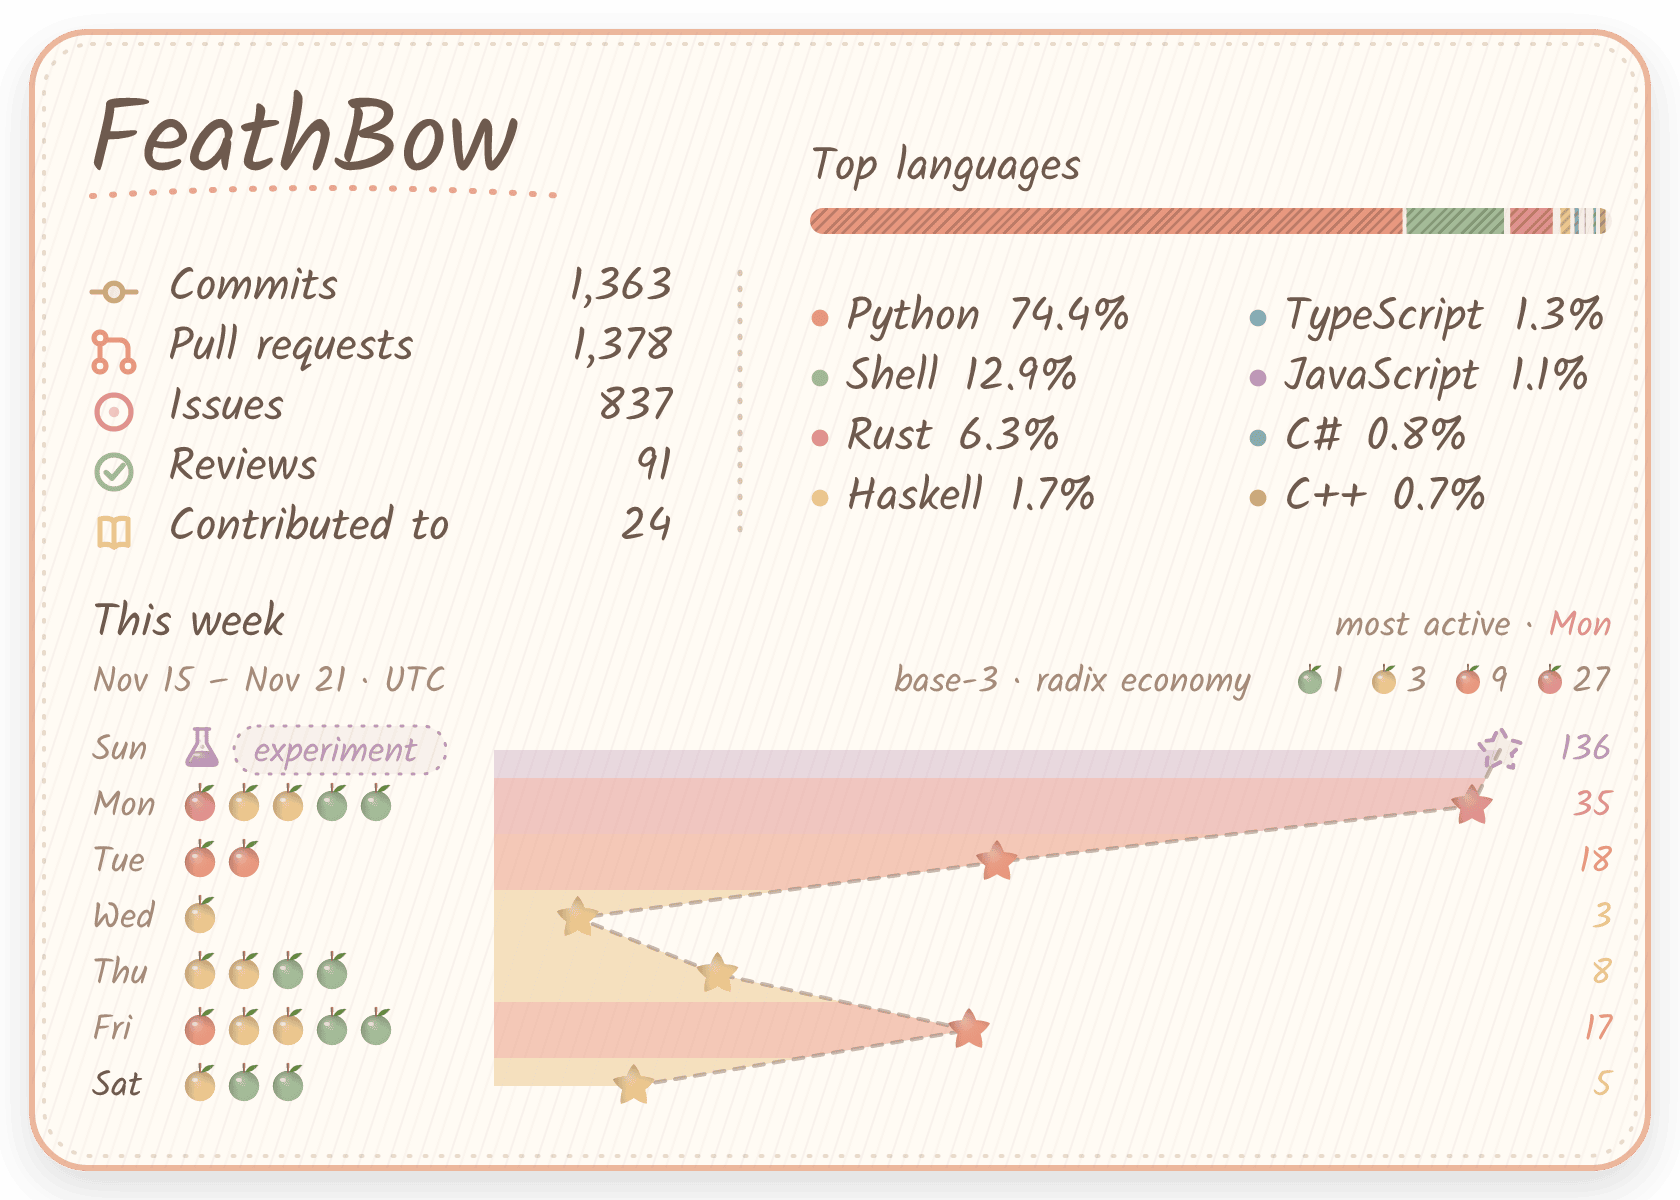 FeathBow
Commits 1,363
Pull requests 1,378
Issues 837
Reviews 91
Contributed to 24
Top languages
Python 74.4%
Shell 12.9%
Rust 6.3%
Haskell 1.7%
TypeScript 1.3%
JavaScript 1.1%
C# 0.8%
C++ 0.7%
This week
most active · Mon
Nov 15 – Nov 21 · UTC
base-3 · radix economy 1 3 9 27
Sun experiment 136
Mon 35
Tue 18
Wed 3
Thu 8
Fri 17
Sat 5